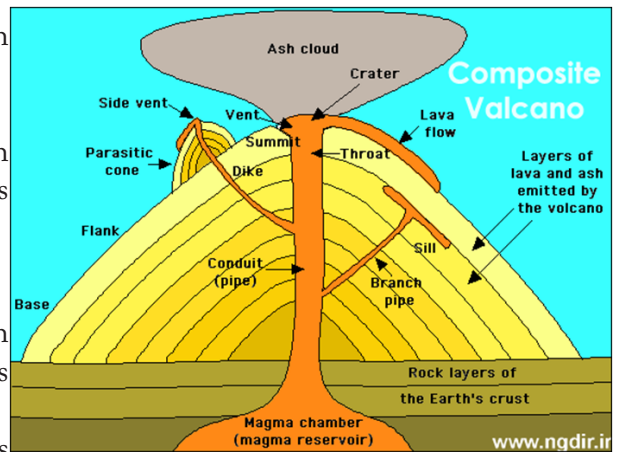 Ash cloud
Crater
Composite
Valcano
Side vent
Vent
Lava
flow
Summit
Throat
Parasitic
cone
Dike
Layers of
lava and ash
emitted by
the volcano
Flank
Sill
Conduit
(pipe)
Branch
pipe
Base
Rock layers of
the Earth's crust
Magma chamber
(magma reservoir)
www.ngdir.ir